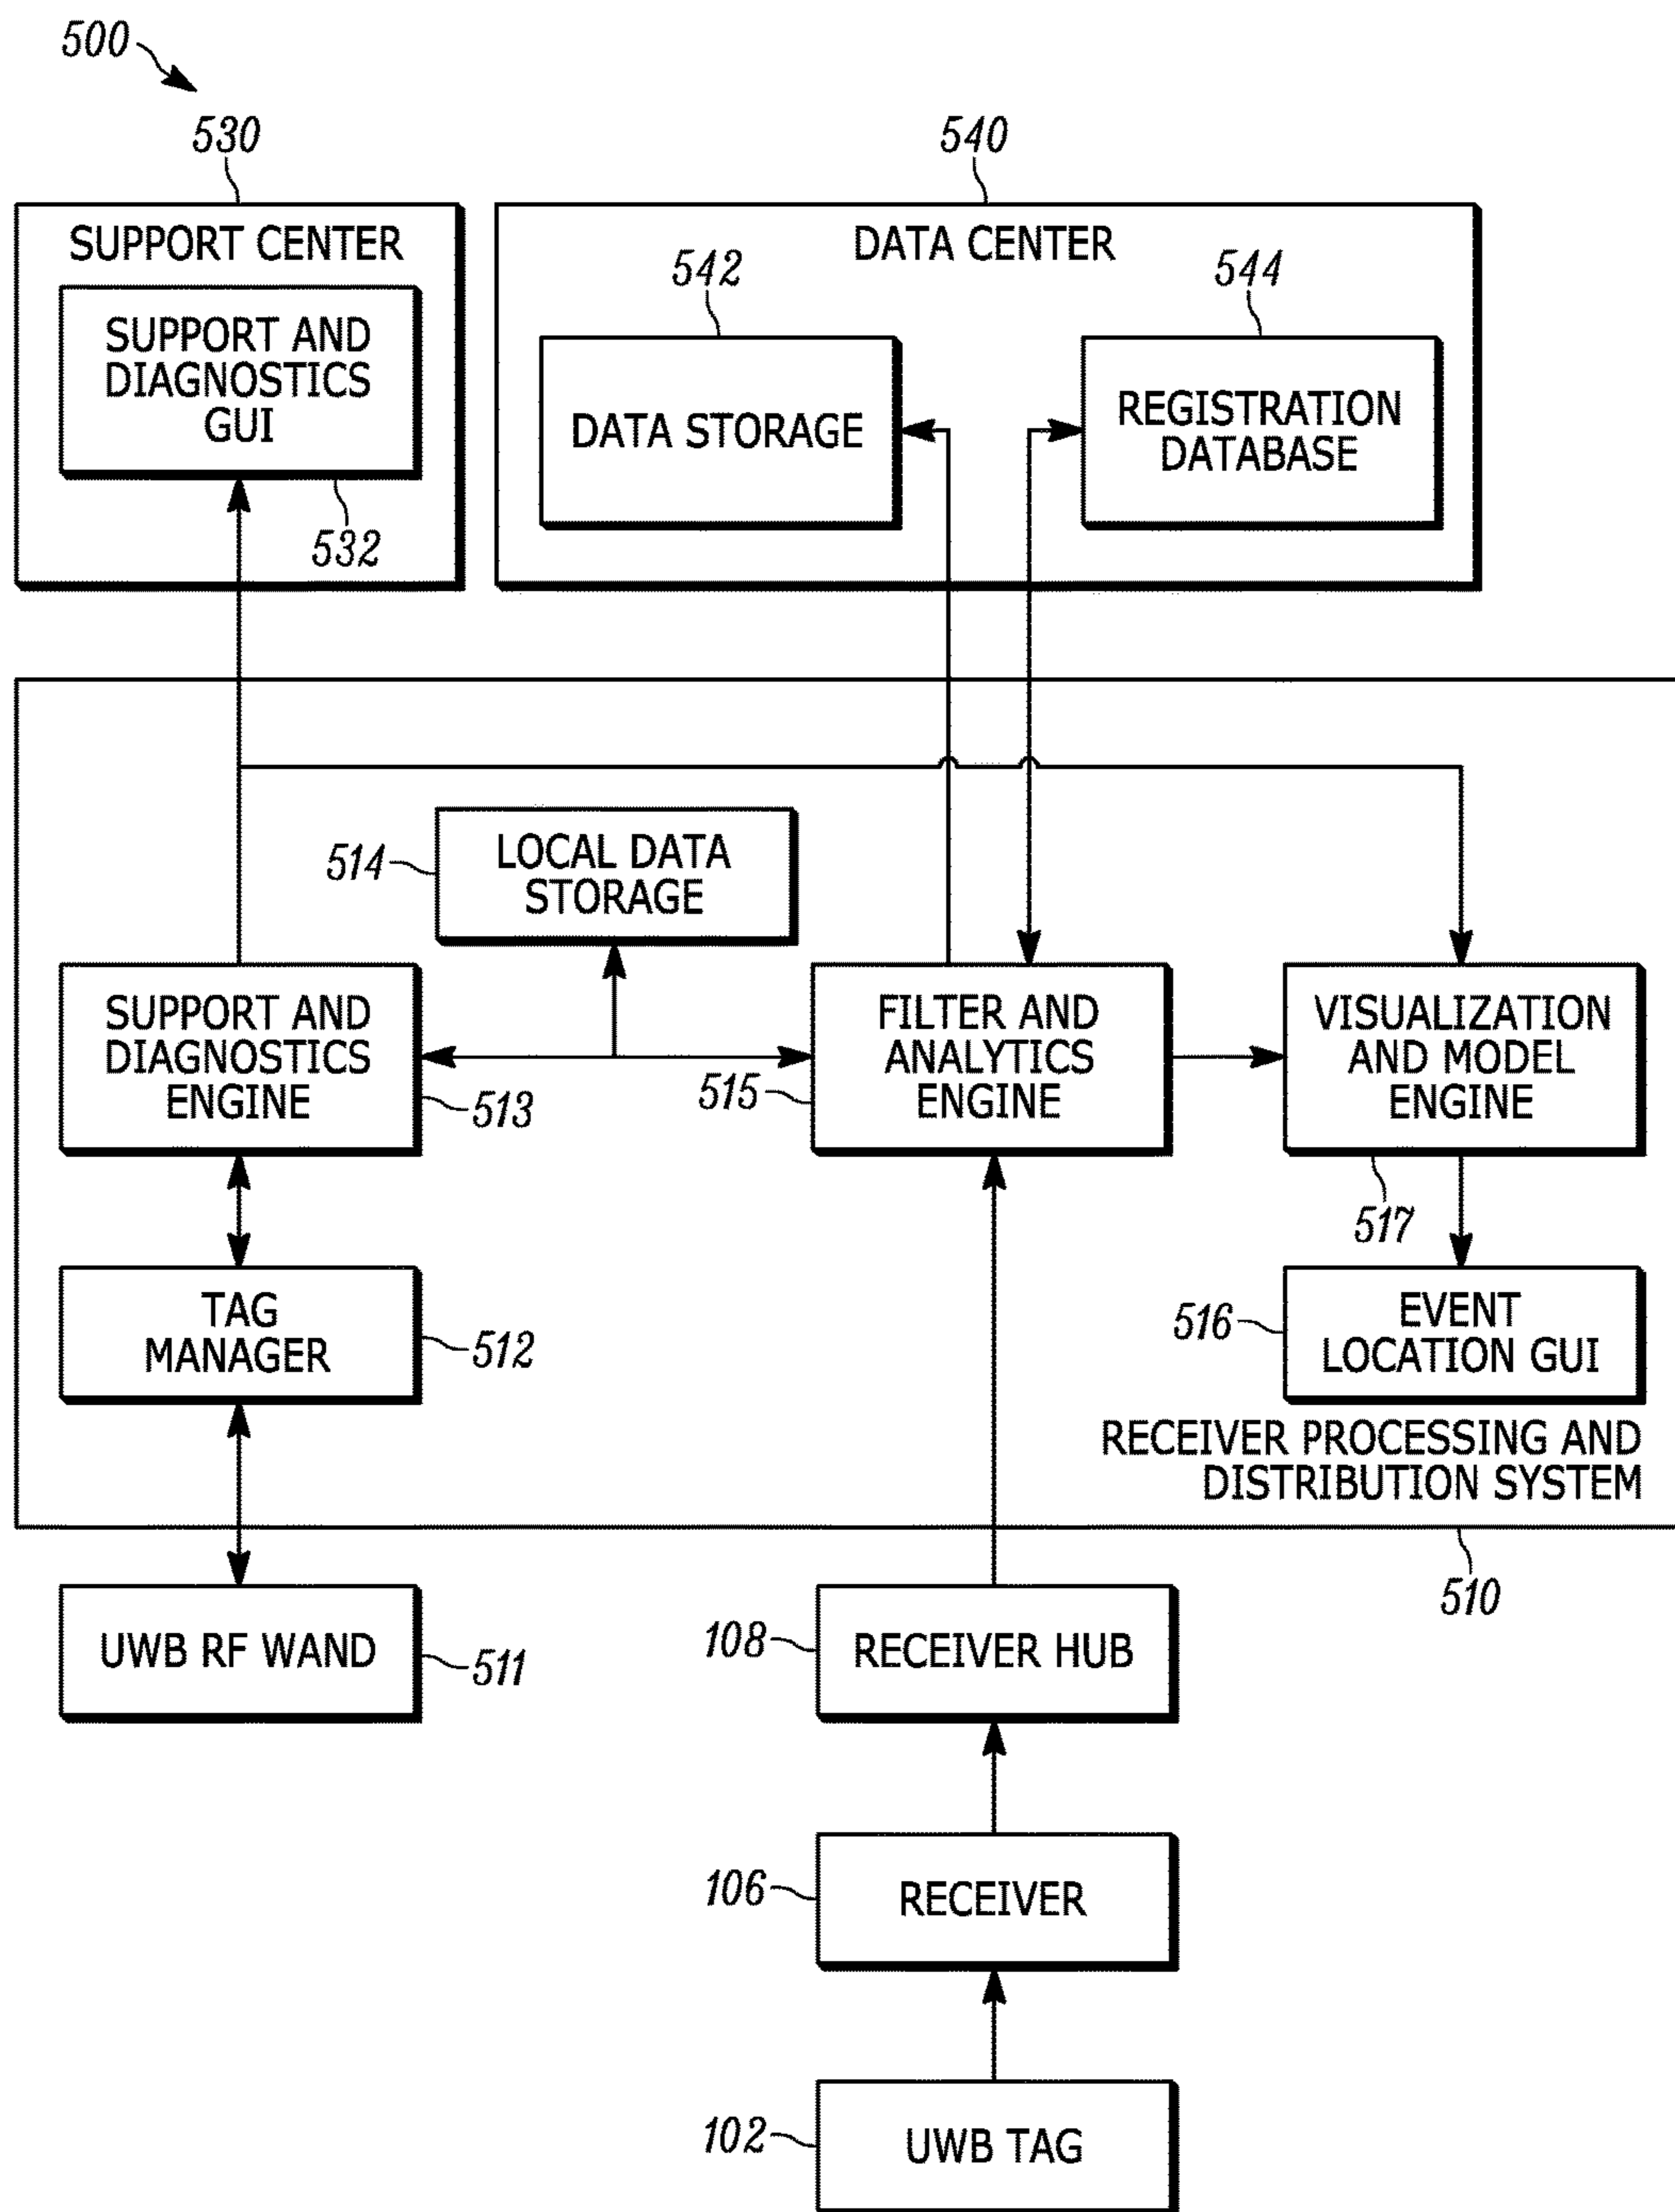 500
530
540
SUPPORT CENTER
DATA CENTER
542
544
SUPPORT AND
DIAGNOSTICS
GUI
DATA STORAGE
REGISTRATION
DATABASE
532
514
LOCAL DATA
STORAGE
SUPPORT AND
DIAGNOSTICS
ENGINE
513
515
FILTER AND
ANALYTICS
ENGINE
VISUALIZATION
AND MODEL
ENGINE
517
TAG
MANAGER
512
516
EVENT
LOCATION GUI
RECEIVER PROCESSING AND
DISTRIBUTION SYSTEM
510
UWB RF WAND
511
108
RECEIVER HUB
106
RECEIVER
102
UWB TAG